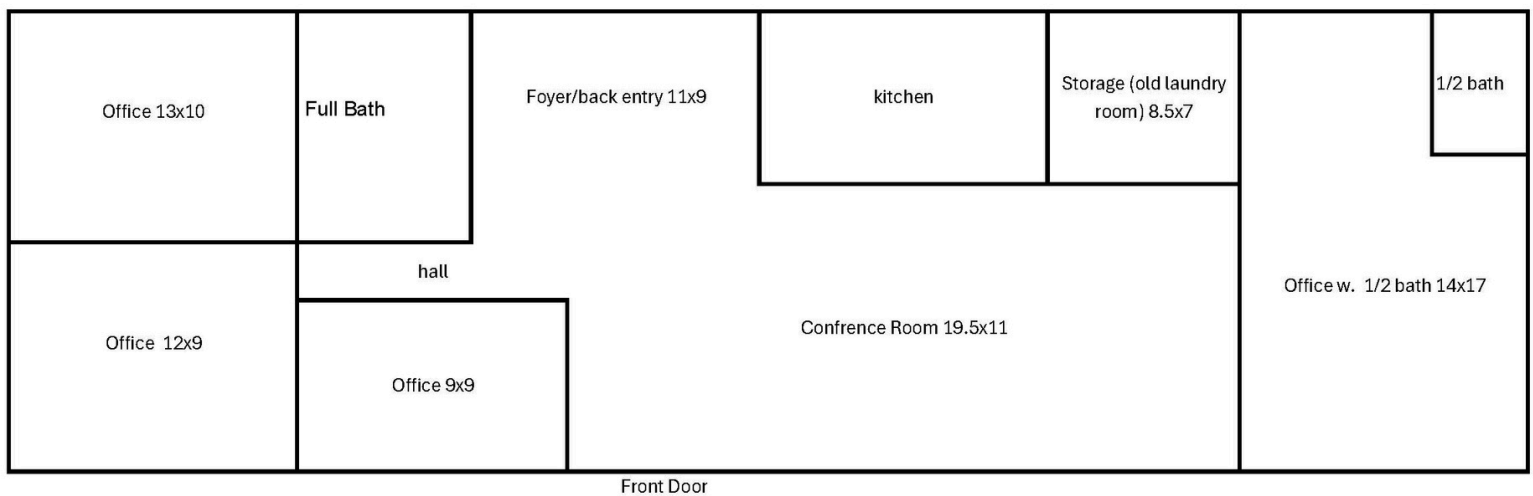 Office 13x10
Full Bath
Foyer/back entry 11x9
kitchen
Storage (old laundry
room) 8.5x7
1/2 bath
hall
Office w.  1/2 bath 14x17
Confrence Room 19.5x11
Office  12x9
Office 9x9
Front Door